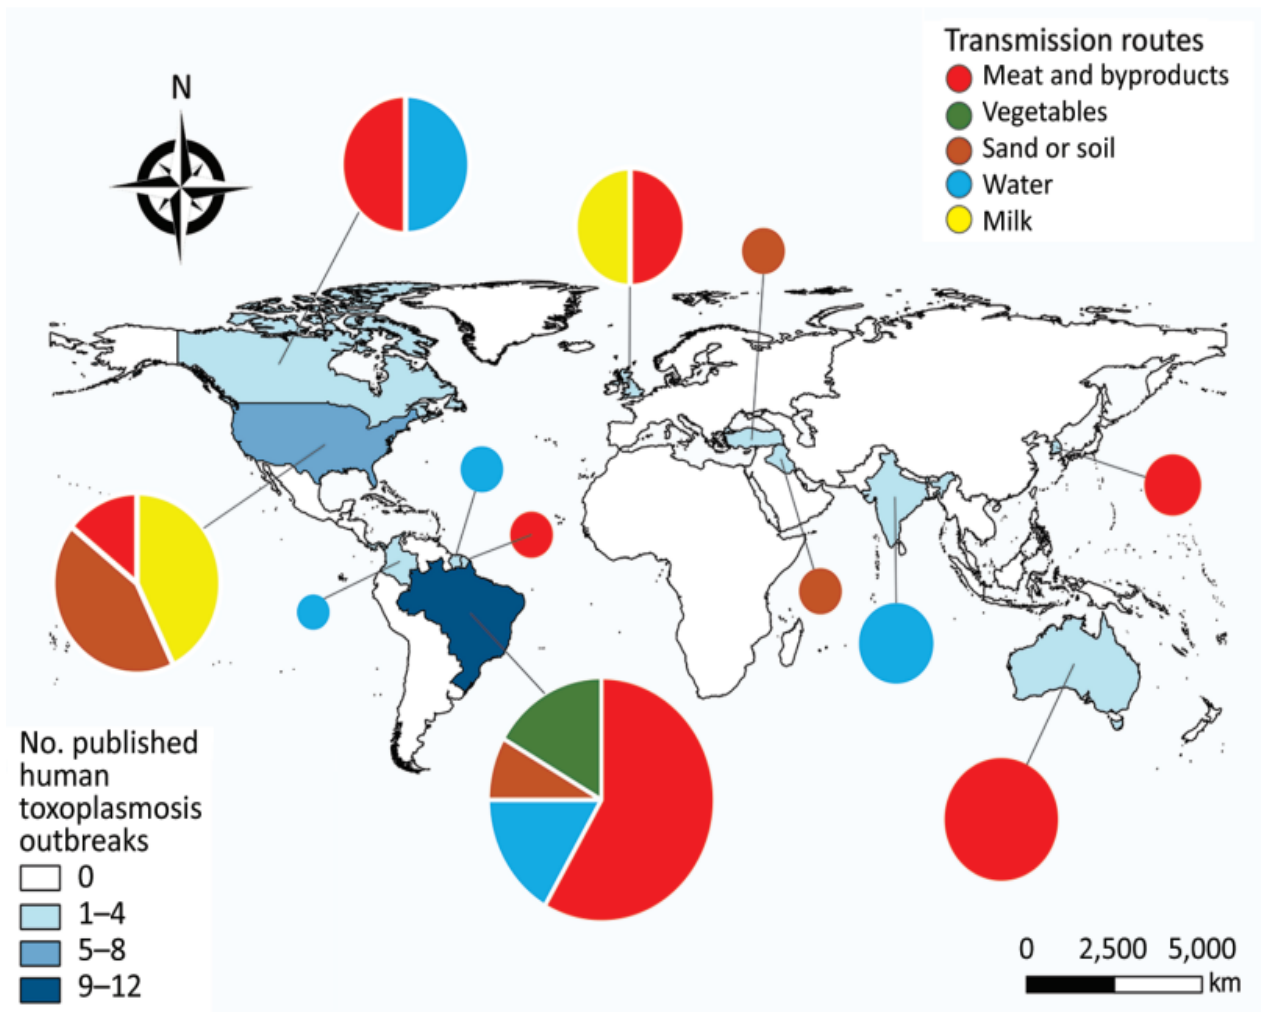 Transmission routes
Meat and byproducts
Vegetables
Sand or soil
Water
Milk
N
No. published
human
toxoplasmosis
outbreaks
0
1–4
5–8
9–12
0 2,500 5,000
km